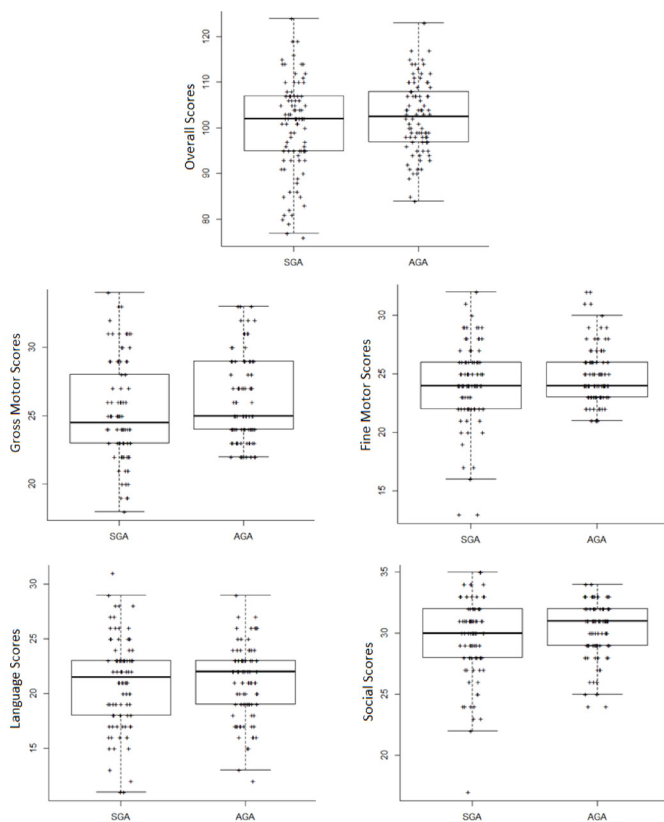 Overall Scores
120
110
100
90
80
SGA
AGA
Gross Motor Scores
30
25
20
SGA
AGA
Fine Motor Scores
30
25
20
15
SGA
AGA
Language Scores
30
25
20
15
SGA
AGA
Social Scores
35
30
25
20
SGA
AGA